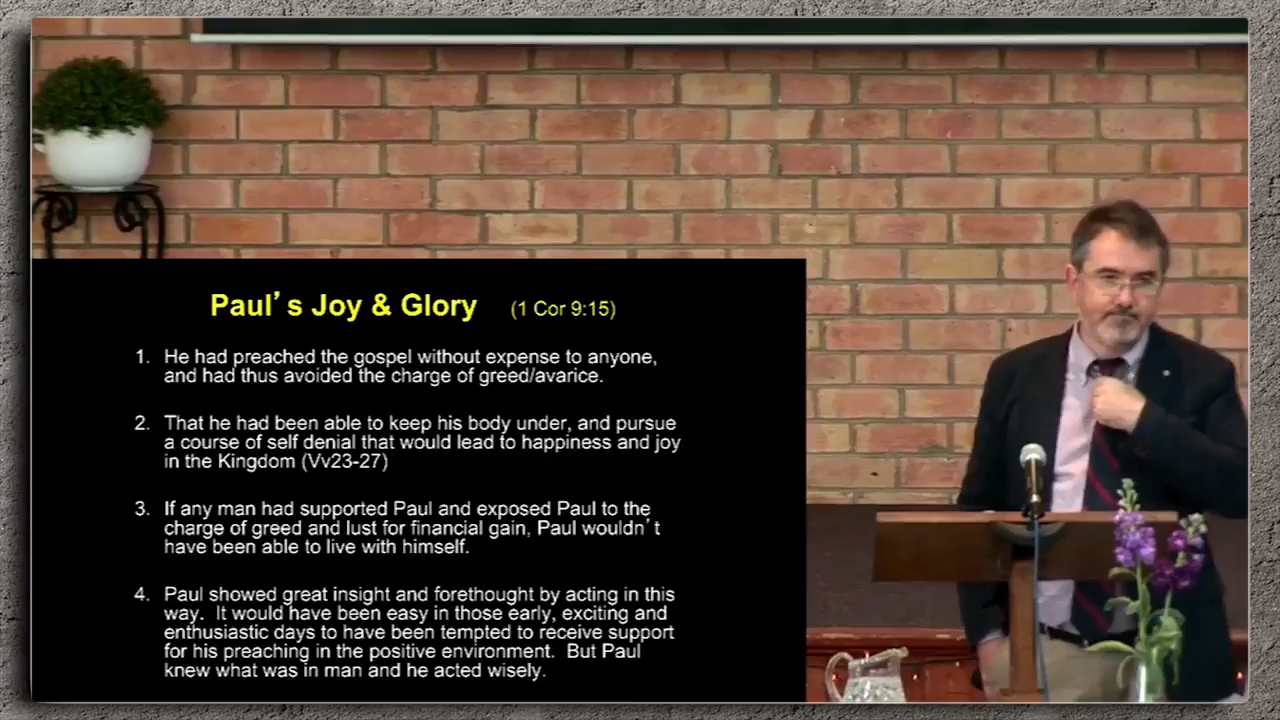 Paul's Joy & Glory (1 Cor 9:15)
1. He had preached the gospel without expense to anyone,
and had thus avoided the charge of greed/avarice.
2. That he had been able to keep his body under, and pursue
a course of self denial that would lead to happiness and joy
in the Kingdom (Vv23-27)
3. If any man had supported Paul and exposed Paul to the
charge of greed and lust for financial gain, Paul wouldn't
have been able to live with himself.
4. Paul showed great insight and forethought by acting in this
way. It would have been easy in those early, exciting and
enthusiastic days to have been tempted to receive support
for his preaching in the positive environment. But Paul
knew what was in man and he acted wisely.